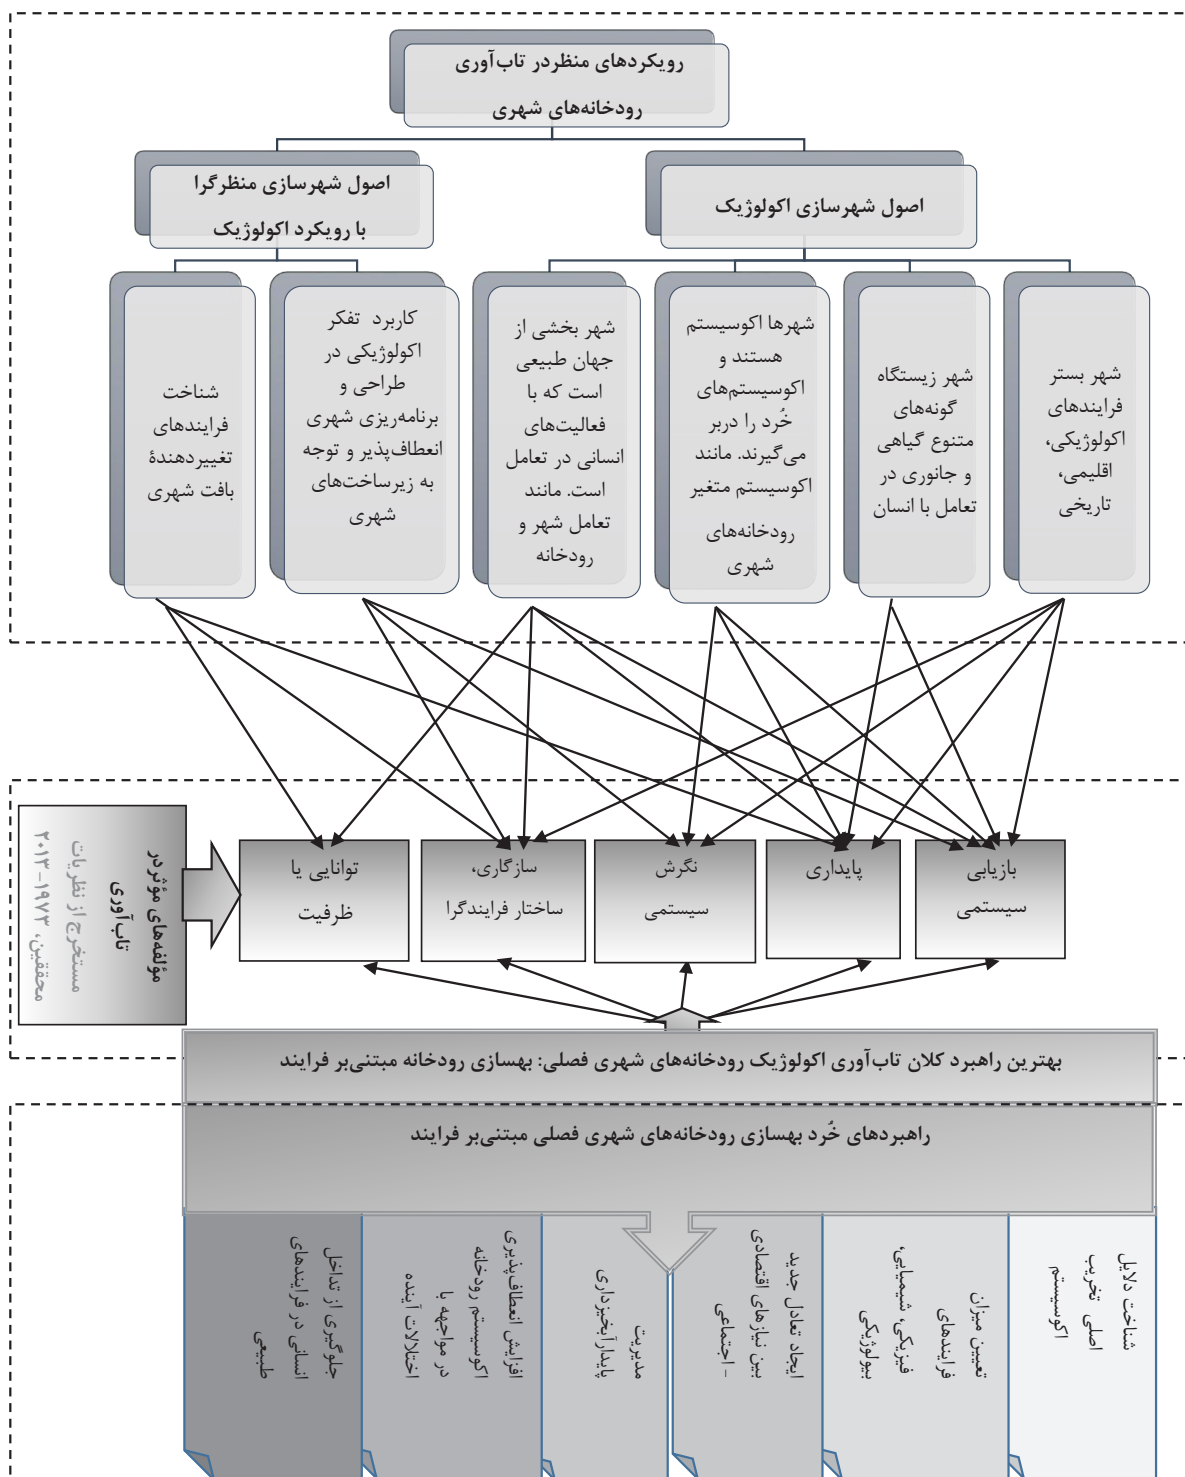 رویکردهای منظردر تاب‌آوری
رودخانه‌های شهری
اصول شهرسازی اکولوژیک
اصول شهرسازی منظرگرا
با رویکرد اکولوژیک
شهر بستر
فرایندهای
اکولوژیکی،
اقلیمی،
تاریخی
شهر زیستگاه
گونه‌های
متنوع گیاهی
و جانوری در
تعامل با انسان
شهرها اکوسیستم
هستند و
اکوسیستم‌های
خُرد را دربر
می‌گیرند. مانند
اکوسیستم متغیر
رودخانه‌های
شهری
شهر بخشی از
جهان طبیعی
است که با
فعالیت‌های
انسانی در تعامل
است. مانند
تعامل شهر و
رودخانه
کاربرد تفکر
اکولوژیکی در
طراحی و
برنامه‌ریزی شهری
انعطاف‌پذیر و توجه
به زیرساخت‌های
شهری
شناخت
فرایندهای
تغییردهندهٔ
بافت شهری
بازیابی
سیستمی
پایداری
نگرش
سیستمی
سازگاری،
ساختار فرایندگرا
توانایی یا
ظرفیت
مؤلفه‌های مؤثردر
تاب‌آوری
مستخرج از نظریات
محققین، ۱۹۷۳-۲۰۱۳
بهترین راهبرد کلان تاب‌آوری اکولوژیک رودخانه‌های شهری فصلی: بهسازی رودخانه مبتنی‌بر فرایند
راهبردهای خُرد بهسازی رودخانه‌های شهری فصلی مبتنی‌بر فرایند
شناخت دلایل
اصلی تخریب
اکوسیستم
تعیین میزان
فرایندهای
فیزیکی، شیمیایی،
بیولوژیکی
ایجاد تعادل جدید
بین نیازهای اقتصادی
- اجتماعی
مدیریت
پایدارآبخیزداری
افزایش انعطاف‌پذیری
اکوسیستم رودخانه
در مواجهه با
اختلالات آینده
جلوگیری از تداخل
انسانی در فرایندهای
طبیعی